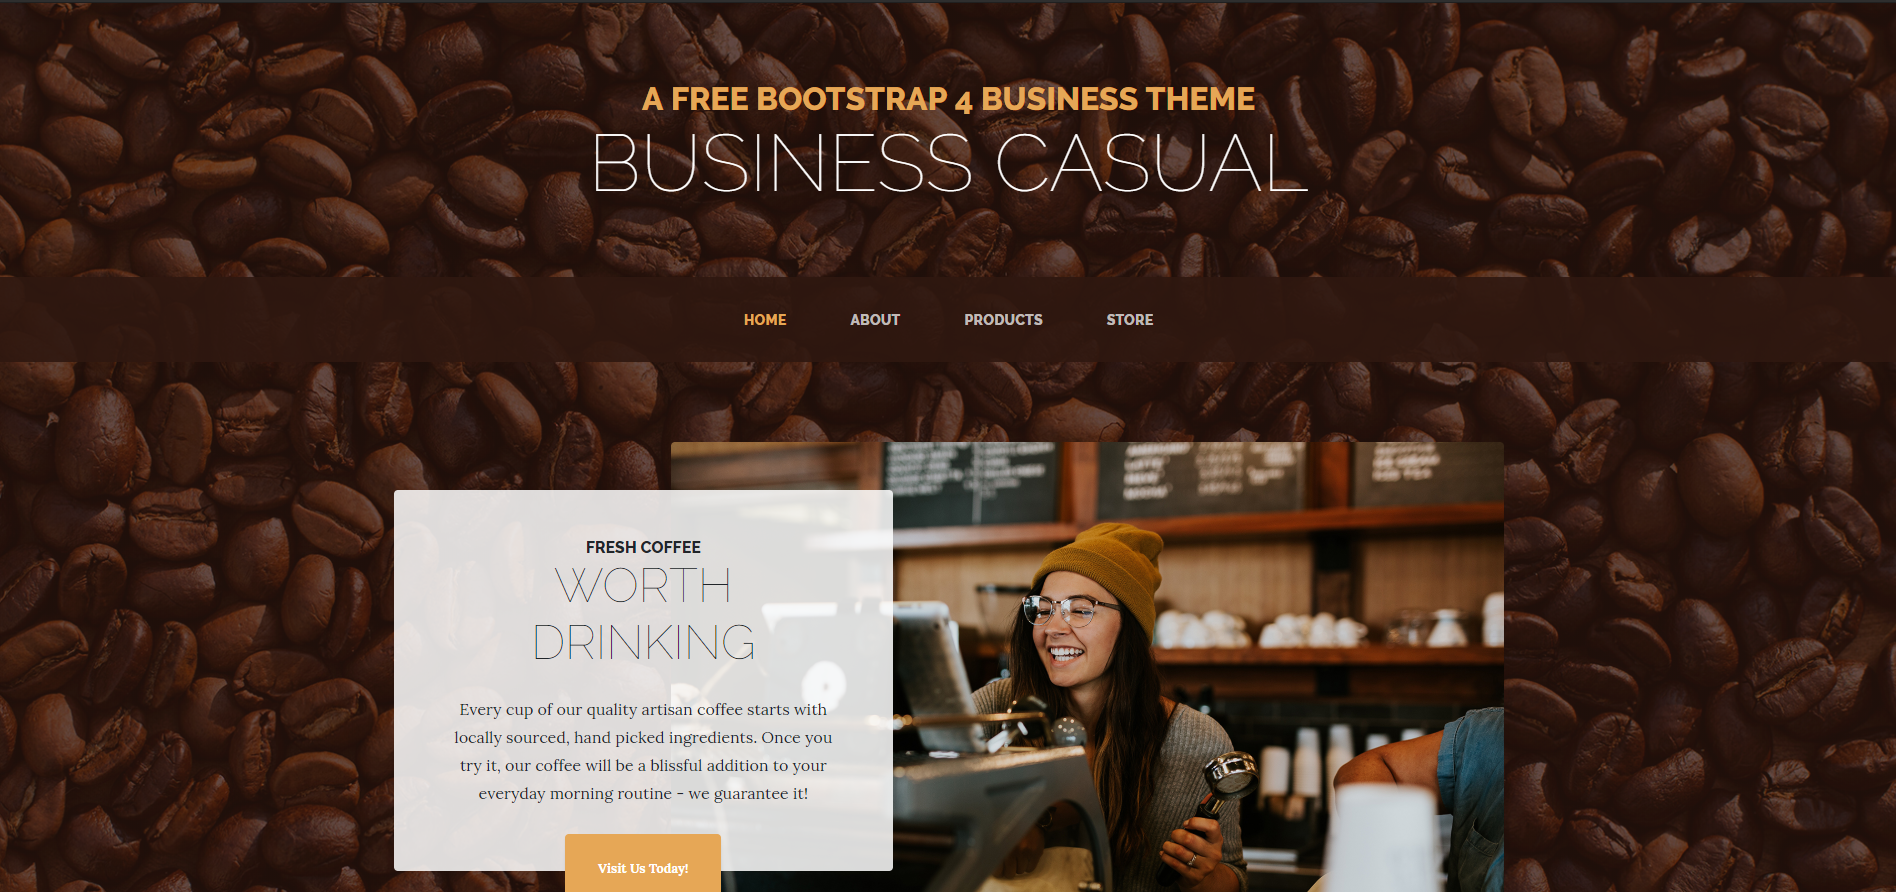 A FREE BOOTSTRAP 4 BUSINESS THEME
BUSINESS CASUAL
HOME ABOUT PRODUCTS STORE
FRESH COFFEE
WORTH
DRINKING
Every cup of our quality artisan coffee starts with
locally sourced, hand picked ingredients. Once you
try it, our coffee will be a blissful addition to your
everyday morning routine - we guarantee it!
Visit Us Today!